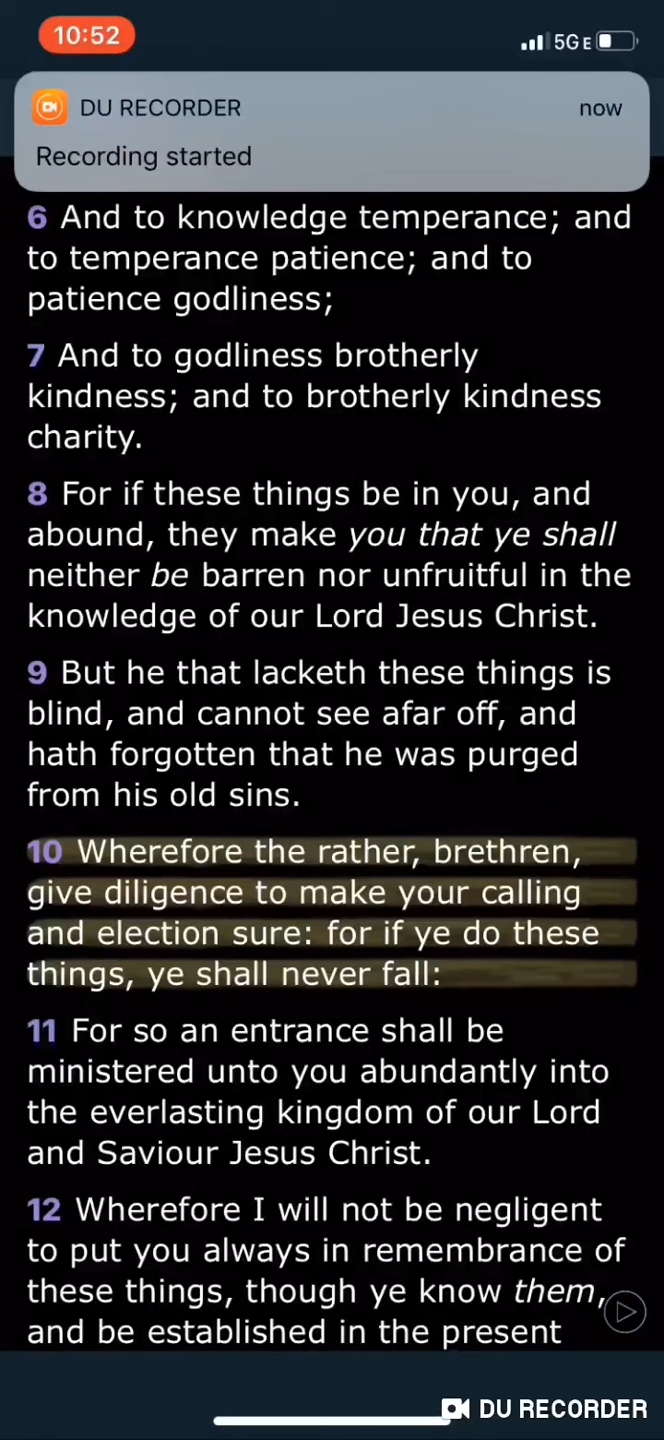 10:52
5G E
DU RECORDER
now
Recording started
6 And to knowledge temperance; and
to temperance patience; and to
patience godliness;
7 And to godliness brotherly
kindness; and to brotherly kindness
charity.
8 For if these things be in you, and
abound, they make you that ye shall
neither be barren nor unfruitful in the
knowledge of our Lord Jesus Christ.
9 But he that lacketh these things is
blind, and cannot see afar off, and
hath forgotten that he was purged
from his old sins.
10 Wherefore the rather, brethren,
give diligence to make your calling
and election sure: for if ye do these
things, ye shall never fall:
11 For so an entrance shall be
ministered unto you abundantly into
the everlasting kingdom of our Lord
and Saviour Jesus Christ.
12 Wherefore I will not be negligent
to put you always in remembrance of
these things, though ye know them,
and be established in the present
DU RECORDER